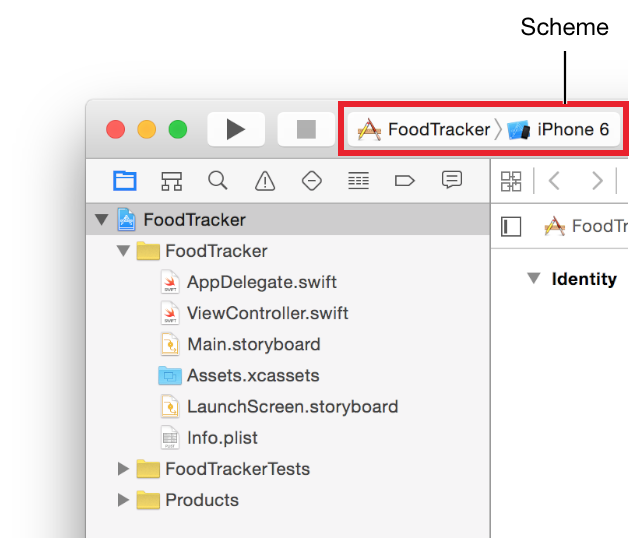 Scheme
FoodTracker
iPhone 6
FoodTracker
FoodTr
FoodTracker
AppDelegate.swift
Identity
ViewController.swift
Main.storyboard
Assets.xcassets
LaunchScreen.storyboard
Info.plist
FoodTrackerTests
Products